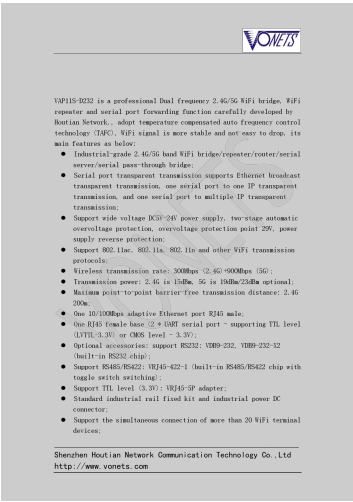 VONETS
VAP11S-D232 is a professional Dual frequency 2.4G/5G WiFi bridge, WiFi
repeater and serial port forwarding function carefully developed by
Houtian Network., adopt temperature compensated auto frequency control
technology (TAFC), WiFi signal is more stable and not easy to drop, its
main features as below:
● Industrial-grade 2.4G/5G band WiFi bridge/repeater/router/serial
server/serial pass-through bridge;
● Serial port transparent transmission supports Ethernet broadcast
transparent transmission, one serial port to one IP transparent
transmission, and one serial port to multiple IP transparent
transmission;
● Support wide voltage DC5V-24V power supply, two-stage automatic
overvoltage protection, overvoltage protection point 29V, power
supply reverse protection;
● Support 802.11ac, 802.11a, 802.11n and other WiFi transmission
protocols;
● Wireless transmission rate: 300Mbps (2.4G)+900Mbps (5G);
● Transmission power: 2.4G is 15dBm, 5G is 19dBm/23dBm optional;
● Maximum point-to-point barrier-free transmission distance: 2.4G
200m;
● One 10/100Mbps adaptive Ethernet port RJ45 male;
● One RJ45 female base (2 * UART serial port - supporting TTL level
(LVTTL-3.3V) or CMOS level - 3.3V);
● Optional accessories: support RS232: VDB9-232, VDB9-232-12
(built-in RS232 chip);
● Support RS485/RS422: VRJ45-422-1 (built-in RS485/RS422 chip with
toggle switch switching);
● Support TTL level (3.3V): VRJ45-5P adapter;
● Standard industrial rail fixed kit and industrial power DC
connector;
● Support the simultaneous connection of more than 20 WiFi terminal
devices;
Shenzhen Houtian Network Communication Technology Co.,Ltd
http://www.vonets.com